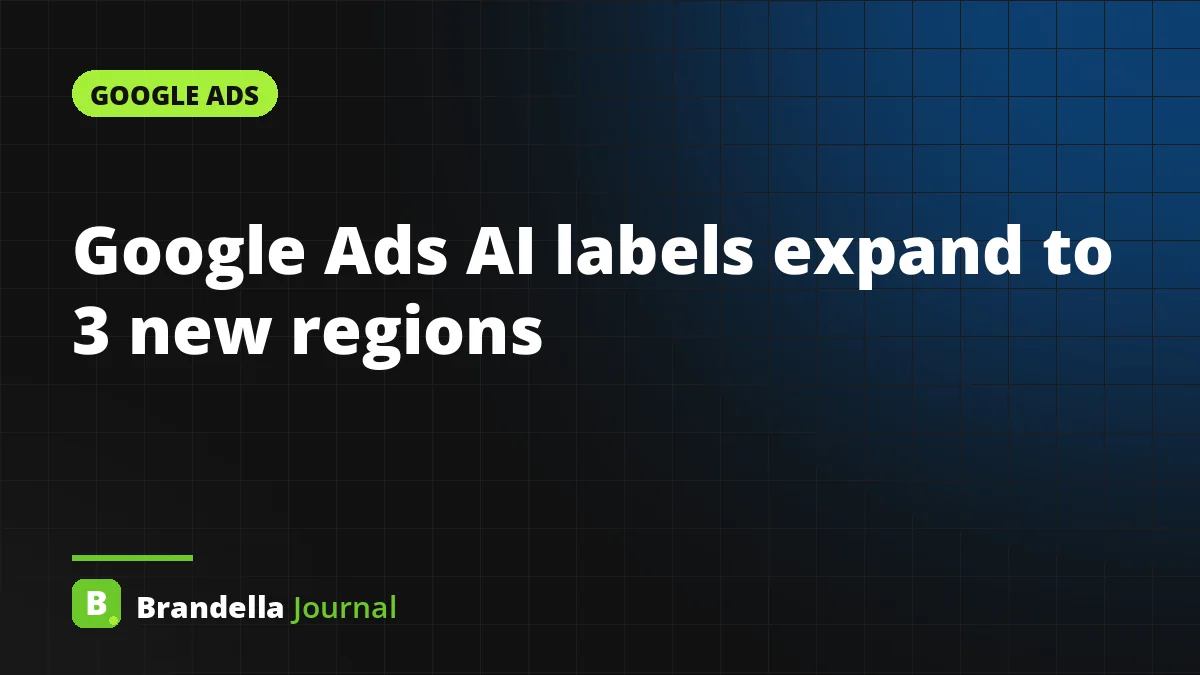 GOOGLE ADS
Google Ads AI labels expand to
3 new regions
B
Brandella Journal